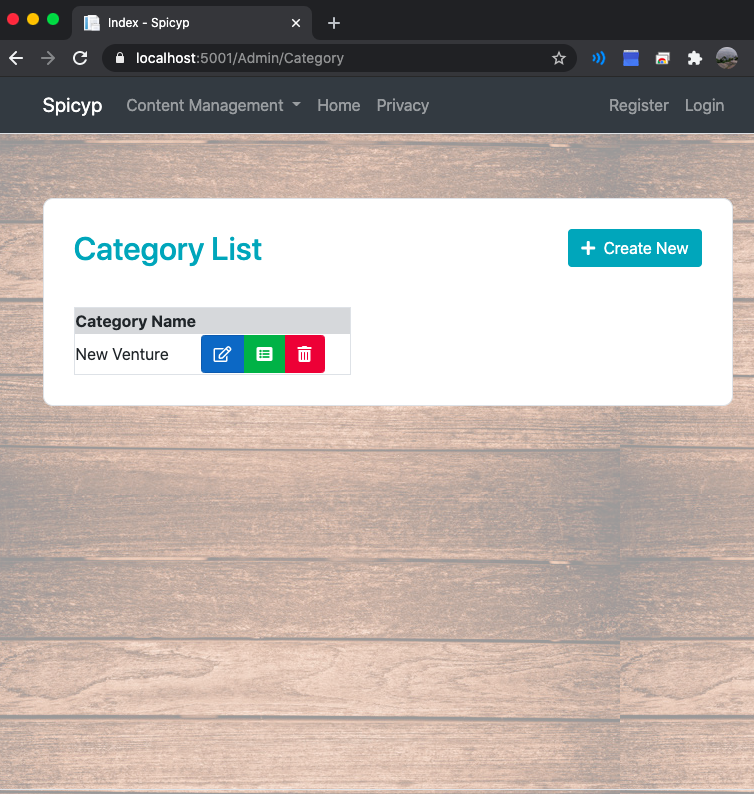 Index - Spicyp
localhost:5001/Admin/Category
Spicyp Content Management Home Privacy Register Login
Category List
Create New
Category Name
New Venture